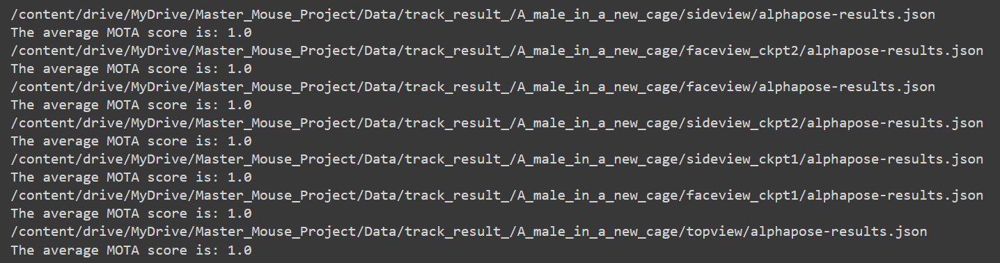 /content/drive/MyDrive/Master_Mouse_Project/Data/track_result_/A_male_in_a_new_cage/sideview/alphapose-results.json
The average MOTA score is: 1.0
/content/drive/MyDrive/Master_Mouse_Project/Data/track_result_/A_male_in_a_new_cage/faceview_ckpt2/alphapose-results.json
The average MOTA score is: 1.0
/content/drive/MyDrive/Master_Mouse_Project/Data/track_result_/A_male_in_a_new_cage/faceview/alphapose-results.json
The average MOTA score is: 1.0
/content/drive/MyDrive/Master_Mouse_Project/Data/track_result_/A_male_in_a_new_cage/sideview_ckpt2/alphapose-results.json
The average MOTA score is: 1.0
/content/drive/MyDrive/Master_Mouse_Project/Data/track_result_/A_male_in_a_new_cage/sideview_ckpt1/alphapose-results.json
The average MOTA score is: 1.0
/content/drive/MyDrive/Master_Mouse_Project/Data/track_result_/A_male_in_a_new_cage/faceview_ckpt1/alphapose-results.json
The average MOTA score is: 1.0
/content/drive/MyDrive/Master_Mouse_Project/Data/track_result_/A_male_in_a_new_cage/topview/alphapose-results.json
The average MOTA score is: 1.0